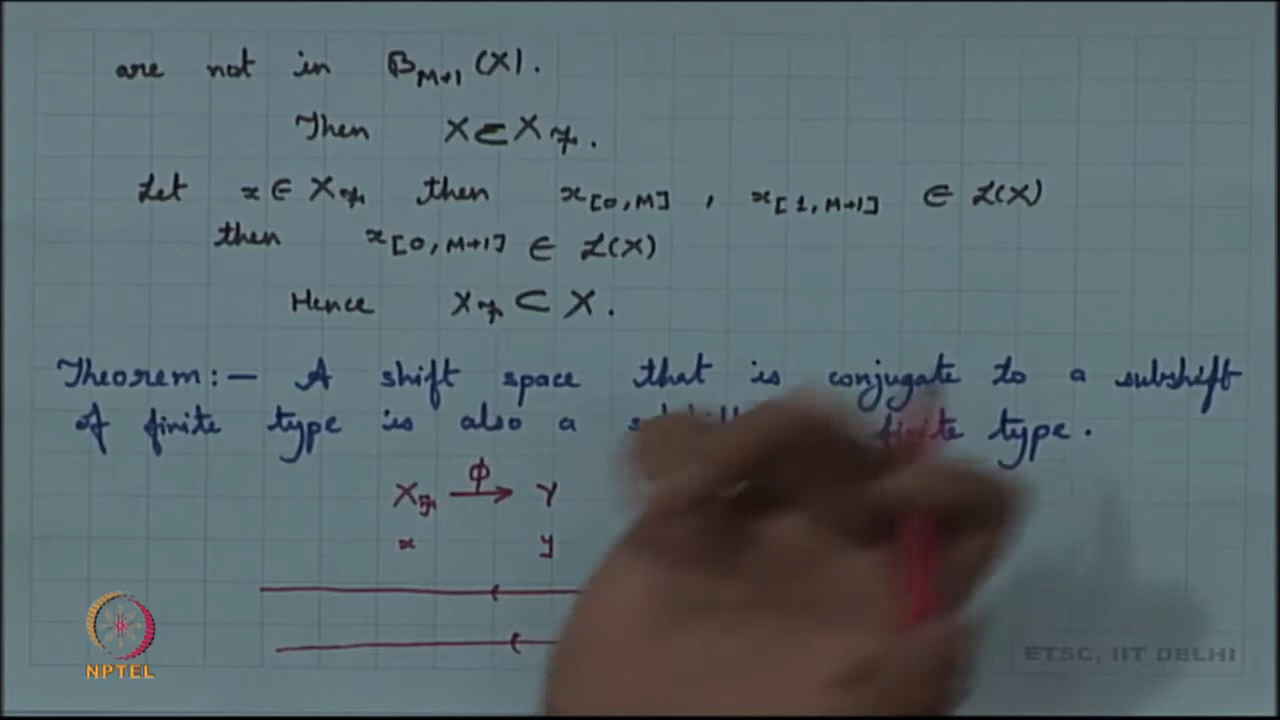 are not in B_{M+1}(X).
Then X ⊂ X_𝓕.
Let x ∈ X_𝓕 then x_{[0,M]}, x_{[1,M+1]} ∈ 𝓛(X)
then x_{[0,M+1]} ∈ 𝓛(X)
Hence X_𝓕 ⊂ X.
Theorem:- A shift space that is conjugate to a subshift
of finite type is also a finite type.
X_𝓕 →^ϕ Y
x y
NPTEL
ETSC, IIT DELHI